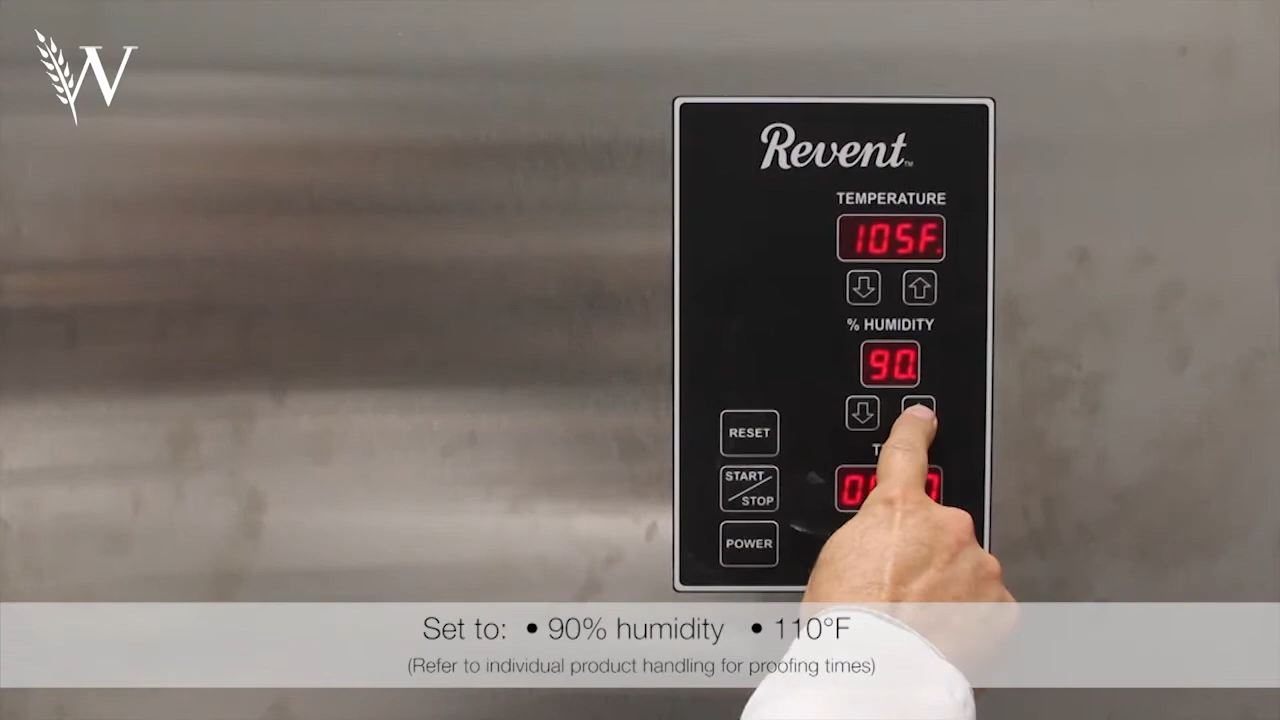 W
Revent™
TEMPERATURE
105F.
% HUMIDITY
90.
RESET
START/STOP
POWER
Set to: • 90% humidity • 110°F
(Refer to individual product handling for proofing times)